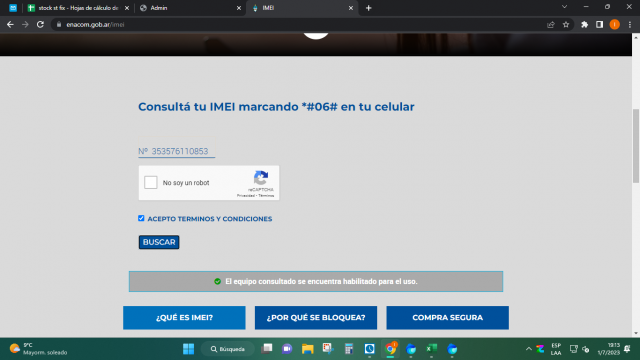 stock st fix - Hojas de cálculo de
Admin
IMEI
enacom.gob.ar/imei
Consultá tu IMEI marcando *#06# en tu celular
Nº 353576110853
No soy un robot
reCAPTCHA
Privacidad - Términos
ACEPTO TERMINOS Y CONDICIONES
BUSCAR
El equipo consultado se encuentra habilitado para el uso.
¿QUÉ ES IMEI?
¿POR QUÉ SE BLOQUEA?
COMPRA SEGURA
9°C
Mayorm. soleado
Búsqueda
ESP
LAA
19:13
1/7/2023